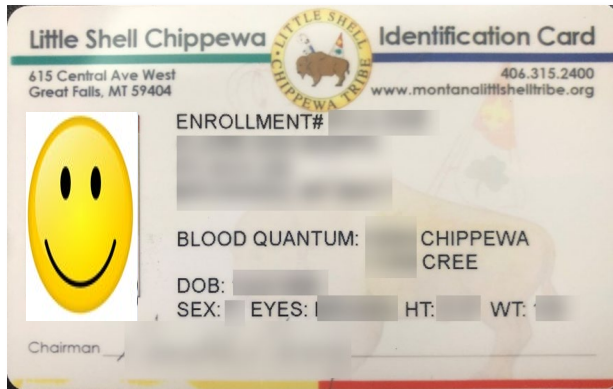 Little Shell Chippewa
LITTLE SHELL
CHIPPEWA TRIBE
Identification Card
615 Central Ave West
Great Falls, MT 59404
406.315.2400
www.montanalittlshelltribe.org
ENROLLMENT#
BLOOD QUANTUM: CHIPPEWA
CREE
DOB:
SEX: EYES: HT: WT:
Chairman